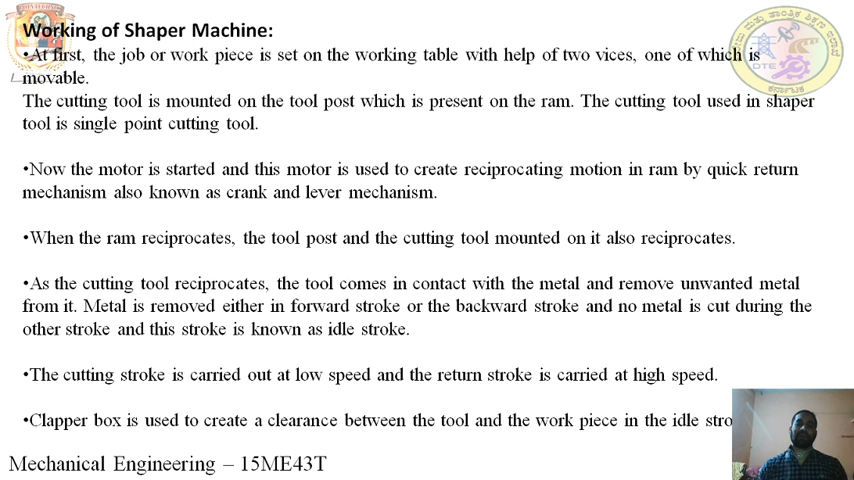 Working of Shaper Machine:
•At first, the job or work piece is set on the working table with help of two vices, one of which is
movable.
The cutting tool is mounted on the tool post which is present on the ram. The cutting tool used in shaper
tool is single point cutting tool.
•Now the motor is started and this motor is used to create reciprocating motion in ram by quick return
mechanism also known as crank and lever mechanism.
•When the ram reciprocates, the tool post and the cutting tool mounted on it also reciprocates.
•As the cutting tool reciprocates, the tool comes in contact with the metal and remove unwanted metal
from it. Metal is removed either in forward stroke or the backward stroke and no metal is cut during the
other stroke and this stroke is known as idle stroke.
•The cutting stroke is carried out at low speed and the return stroke is carried at high speed.
•Clapper box is used to create a clearance between the tool and the work piece in the idle stro
Mechanical Engineering – 15ME43T
DTE